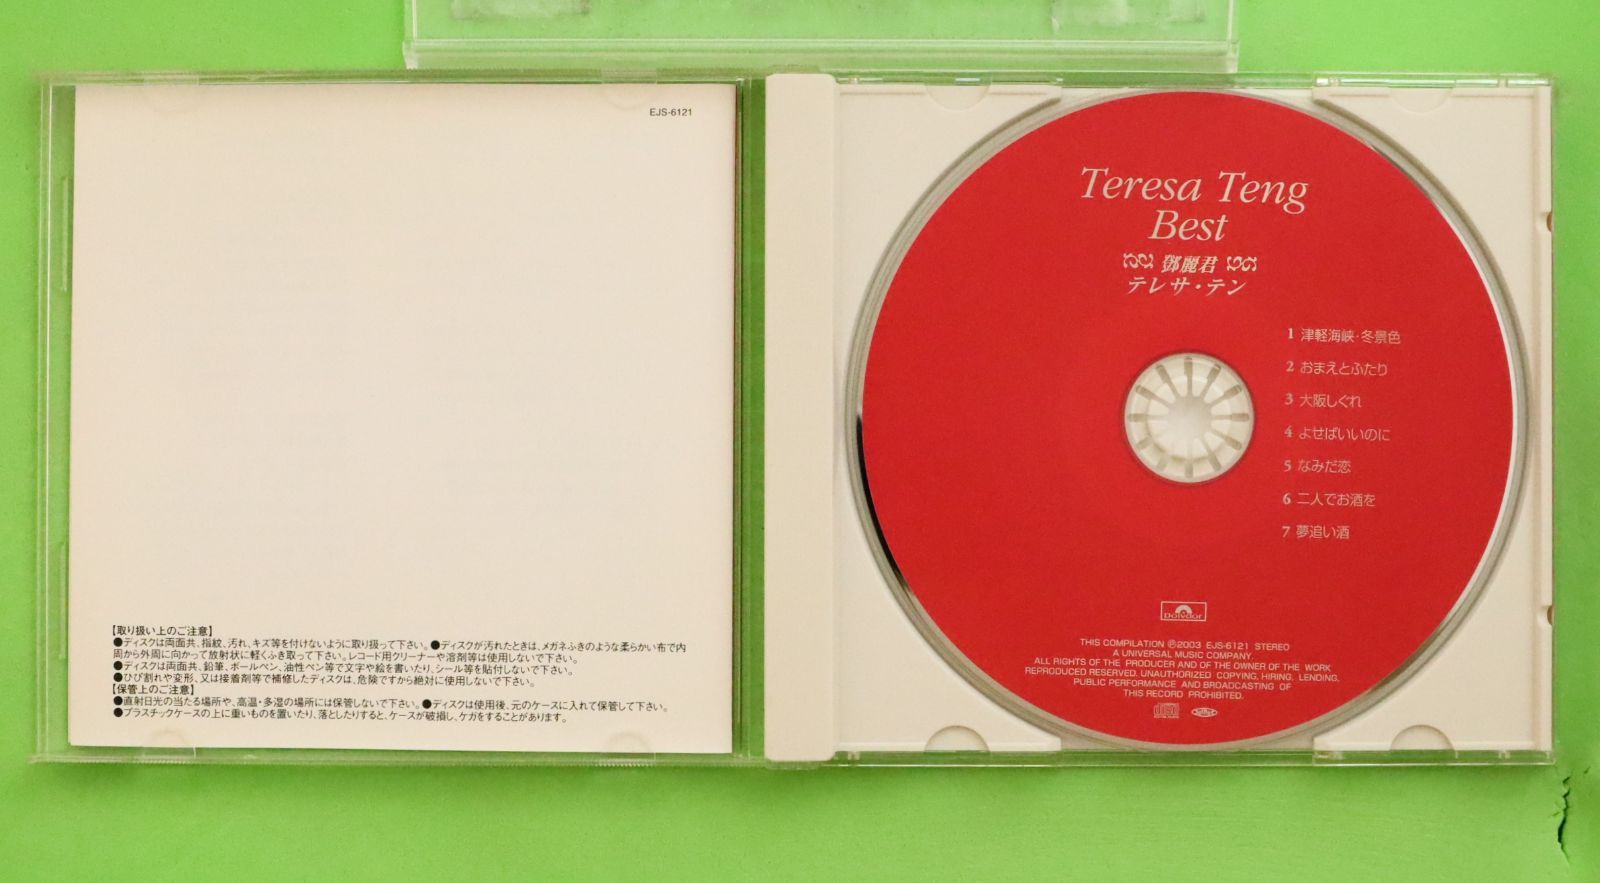 EJS-6121
【取り扱い上のご注意】
●ディスクは両面共、指紋、汚れ、キズ等を付けないように取り扱って下さい。●ディスクが汚れたときは、メガネふきのような柔らかい布で内
周から外周に向かって放射状に軽くふき取って下さい。レコード用クリーナーや溶剤等は使用しないで下さい。
●ディスクは両面共、鉛筆、ボールペン、油性ペン等で文字や絵を書いたり、シール等を貼付しないで下さい。
●ひび割れや変形、又は接着剤等で補修したディスクは、危険ですから絶対に使用しないで下さい。
【保管上のご注意】
●直射日光の当たる場所や、高温・多湿の場所には保管しないで下さい。●ディスクは使用後、元のケースに入れて保管して下さい。
●プラスチックケースの上に重いものを置いたり、落としたりすると、ケースが破損し、ケガをすることがあります。
Teresa Teng
Best
鄧麗君
テレサ・テン
1 津軽海峡・冬景色
2 おまえとふたり
3 大阪しぐれ
4 よせばいいのに
5 なみだ恋
6 二人でお酒を
7 夢追い酒
Polydor
THIS COMPILATION ℗2003 EJS-6121 STEREO
A UNIVERSAL MUSIC COMPANY
ALL RIGHTS OF THE PRODUCER AND OF THE OWNER OF THE WORK
REPRODUCED RESERVED. UNAUTHORIZED COPYING, HIRING, LENDING,
PUBLIC PERFORMANCE AND BROADCASTING OF
THIS RECORD PROHIBITED.